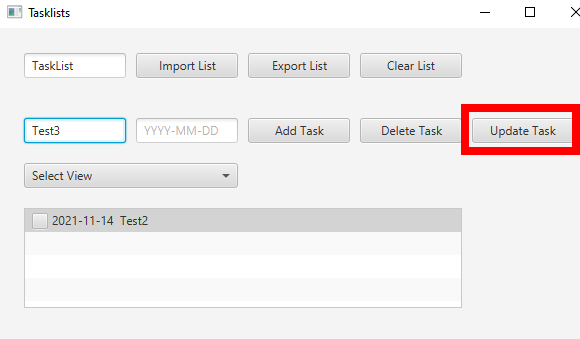 Tasklists
TaskList Import List Export List Clear List
Test3 YYYY-MM-DD Add Task Delete Task Update Task
Select View
2021-11-14 Test2